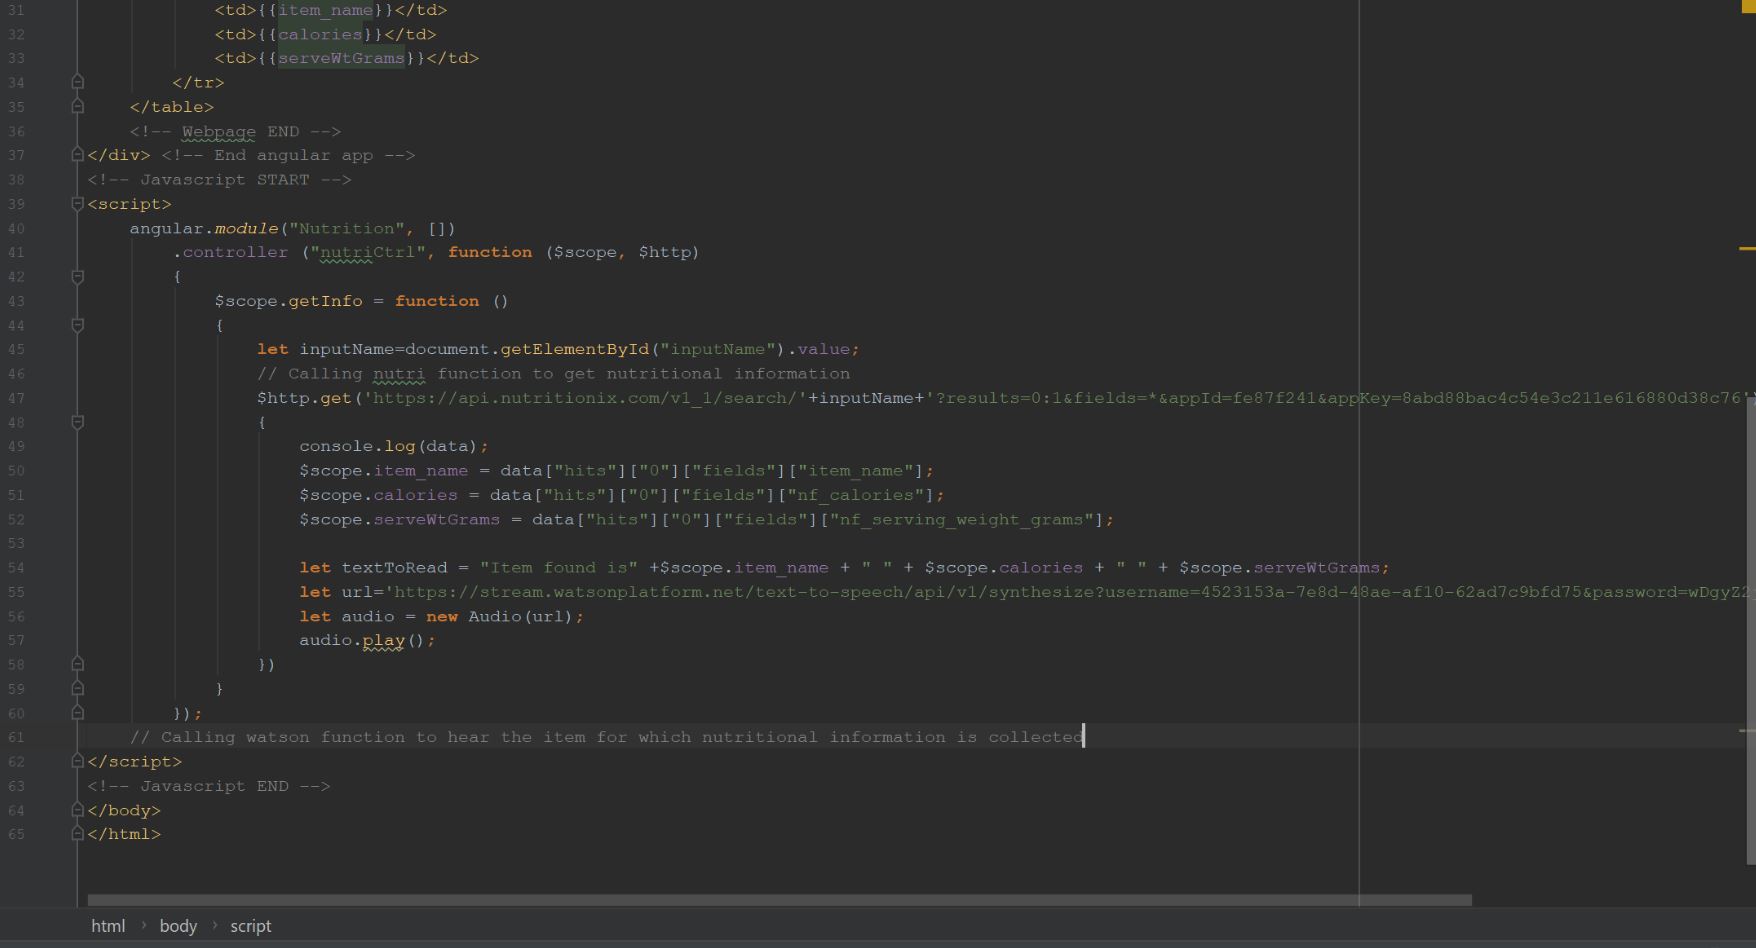 31 <td>{{item_name}}</td>
32 <td>{{calories}}</td>
33 <td>{{serveWtGrams}}</td>
34 </tr>
35 </table>
36 <!-- Webpage END -->
37 </div> <!-- End angular app -->
38 <!-- Javascript START -->
39 <script>
40 angular.module("Nutrition", [])
41 .controller ("nutriCtrl", function ($scope, $http)
42 {
43 $scope.getInfo = function ()
44 {
45 let inputName=document.getElementById("inputName").value;
46 // Calling nutri function to get nutritional information
47 $http.get('https://api.nutritionix.com/v1_1/search/'+inputName+'?results=0:1&fields=*&appId=fe87f241&appKey=8abd88bac4c54e3c211e616880d38c76'
48 {
49 console.log(data);
50 $scope.item_name = data["hits"]["0"]["fields"]["item_name"];
51 $scope.calories = data["hits"]["0"]["fields"]["nf_calories"];
52 $scope.serveWtGrams = data["hits"]["0"]["fields"]["nf_serving_weight_grams"];
53
54 let textToRead = "Item found is" +$scope.item_name + " " + $scope.calories + " " + $scope.serveWtGrams;
55 let url='https://stream.watsonplatform.net/text-to-speech/api/v1/synthesize?username=4523153a-7e8d-48ae-af10-62ad7c9bfd75&password=wDgyZ2
56 let audio = new Audio(url);
57 audio.play();
58 })
59 }
60 });
61 // Calling watson function to hear the item for which nutritional information is collected
62 </script>
63 <!-- Javascript END -->
64 </body>
65 </html>
html › body › script